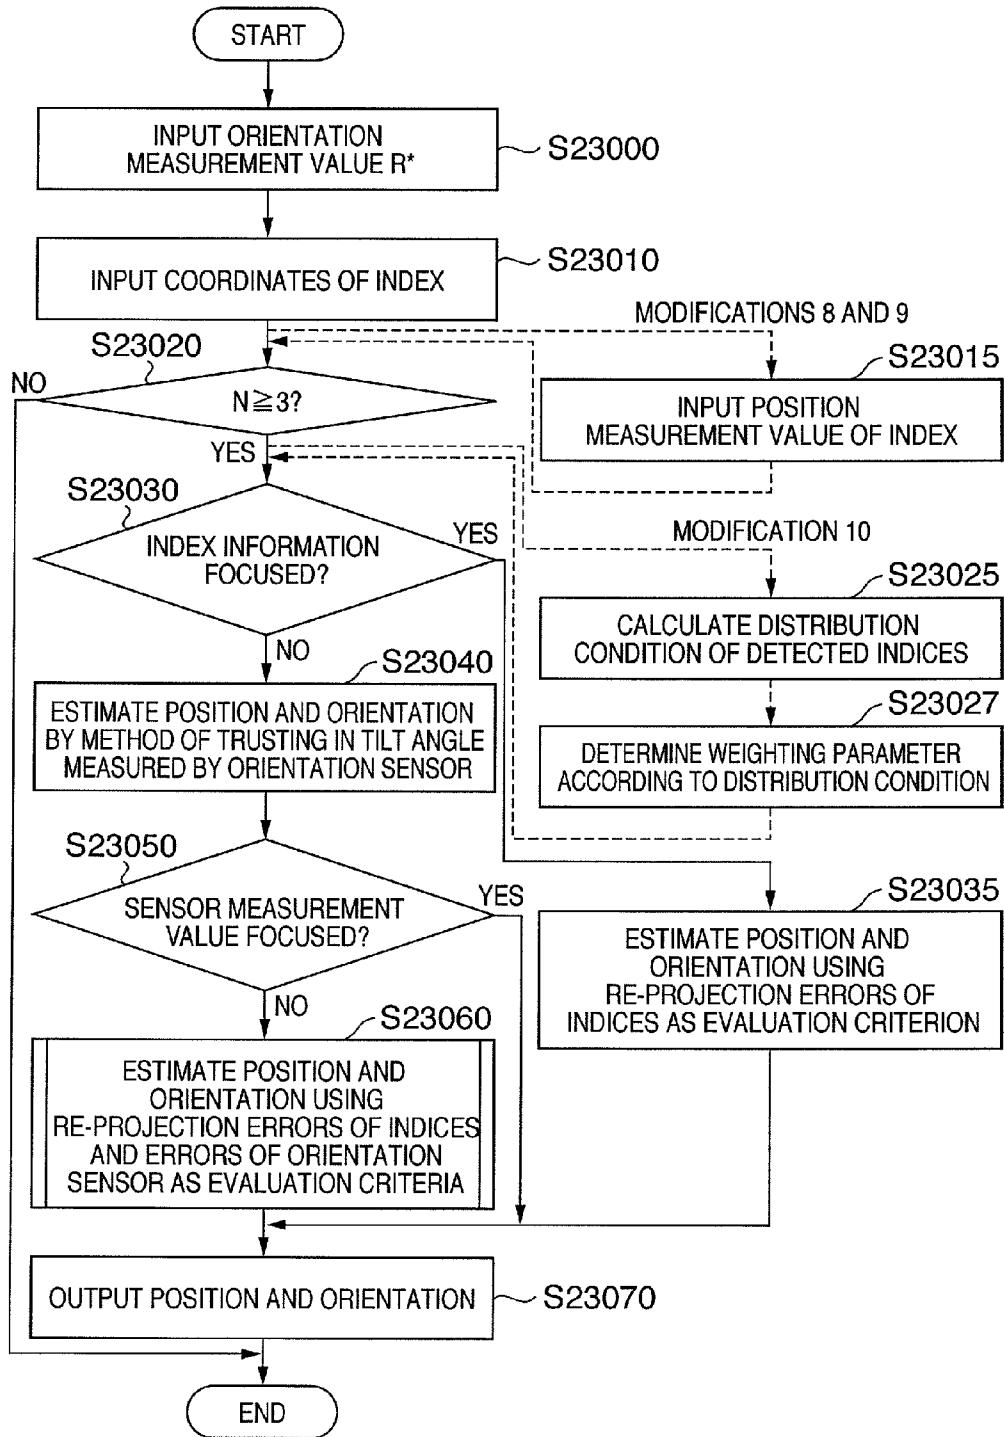 START
INPUT ORIENTATION
MEASUREMENT VALUE R*
S23000
INPUT COORDINATES OF INDEX
S23010
MODIFICATIONS 8 AND 9
S23020
NO
N≧3?
YES
S23015
INPUT POSITION
MEASUREMENT VALUE OF INDEX
S23030
INDEX INFORMATION
FOCUSED?
YES
NO
MODIFICATION 10
S23025
CALCULATE DISTRIBUTION
CONDITION OF DETECTED INDICES
S23027
DETERMINE WEIGHTING PARAMETER
ACCORDING TO DISTRIBUTION CONDITION
S23040
ESTIMATE POSITION AND ORIENTATION
BY METHOD OF TRUSTING IN TILT ANGLE
MEASURED BY ORIENTATION SENSOR
S23050
SENSOR MEASUREMENT
VALUE FOCUSED?
YES
NO
S23035
ESTIMATE POSITION AND
ORIENTATION USING
RE-PROJECTION ERRORS OF
INDICES AS EVALUATION CRITERION
S23060
ESTIMATE POSITION AND
ORIENTATION USING
RE-PROJECTION ERRORS OF INDICES
AND ERRORS OF ORIENTATION
SENSOR AS EVALUATION CRITERIA
OUTPUT POSITION AND ORIENTATION
S23070
END